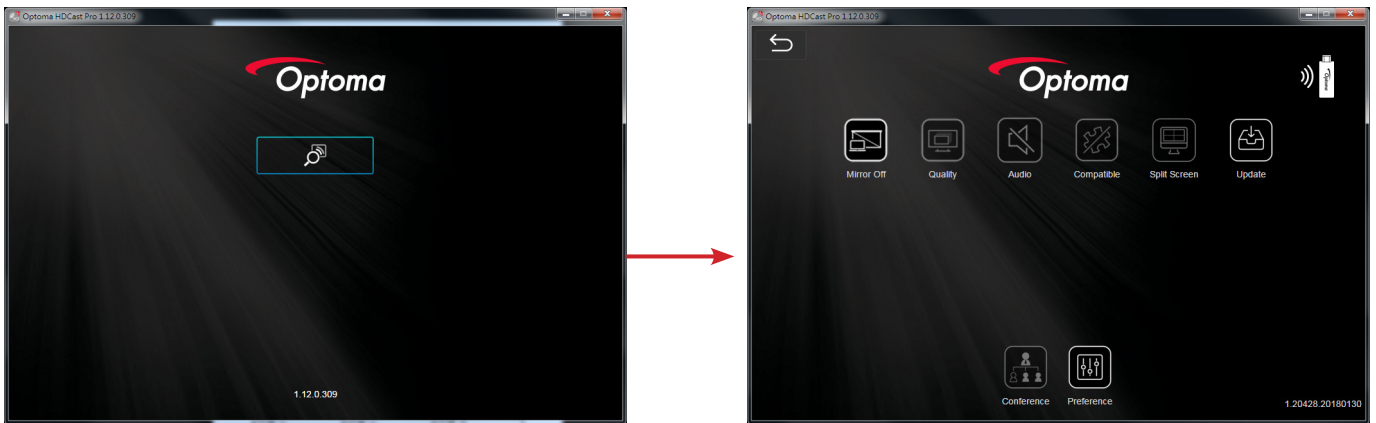 Optoma HDCast Pro 1.12.0.309
Optoma
1.12.0.309
Optoma HDCast Pro 1.12.0.309
Optoma
Optoma
Mirror Off
Quality
Audio
Compatible
Split Screen
Update
Conference
Preference
1.20428.20180130